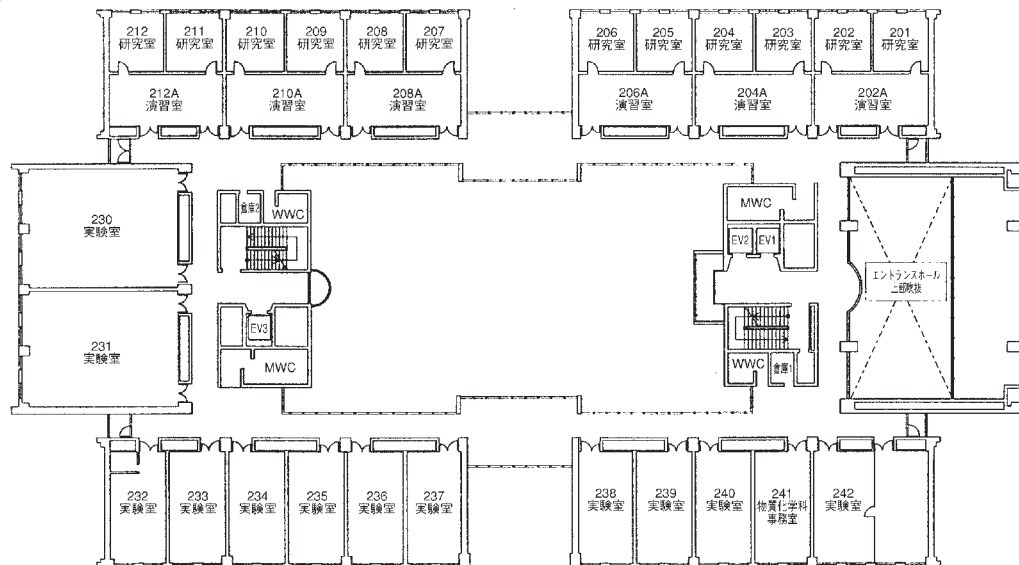 212
研究室
211
研究室
210
研究室
209
研究室
208
研究室
207
研究室
206
研究室
205
研究室
204
研究室
203
研究室
202
研究室
201
研究室
212A
演習室
210A
演習室
208A
演習室
206A
演習室
204A
演習室
202A
演習室
230
実験室
倉庫2
WWC
MWC
EV2
EV1
エントランスホール
上部吹抜
231
実験室
EV3
MWC
WWC
倉庫1
232
実験室
233
実験室
234
実験室
235
実験室
236
実験室
237
実験室
238
実験室
239
実験室
240
実験室
241
物質化学科
事務室
242
実験室